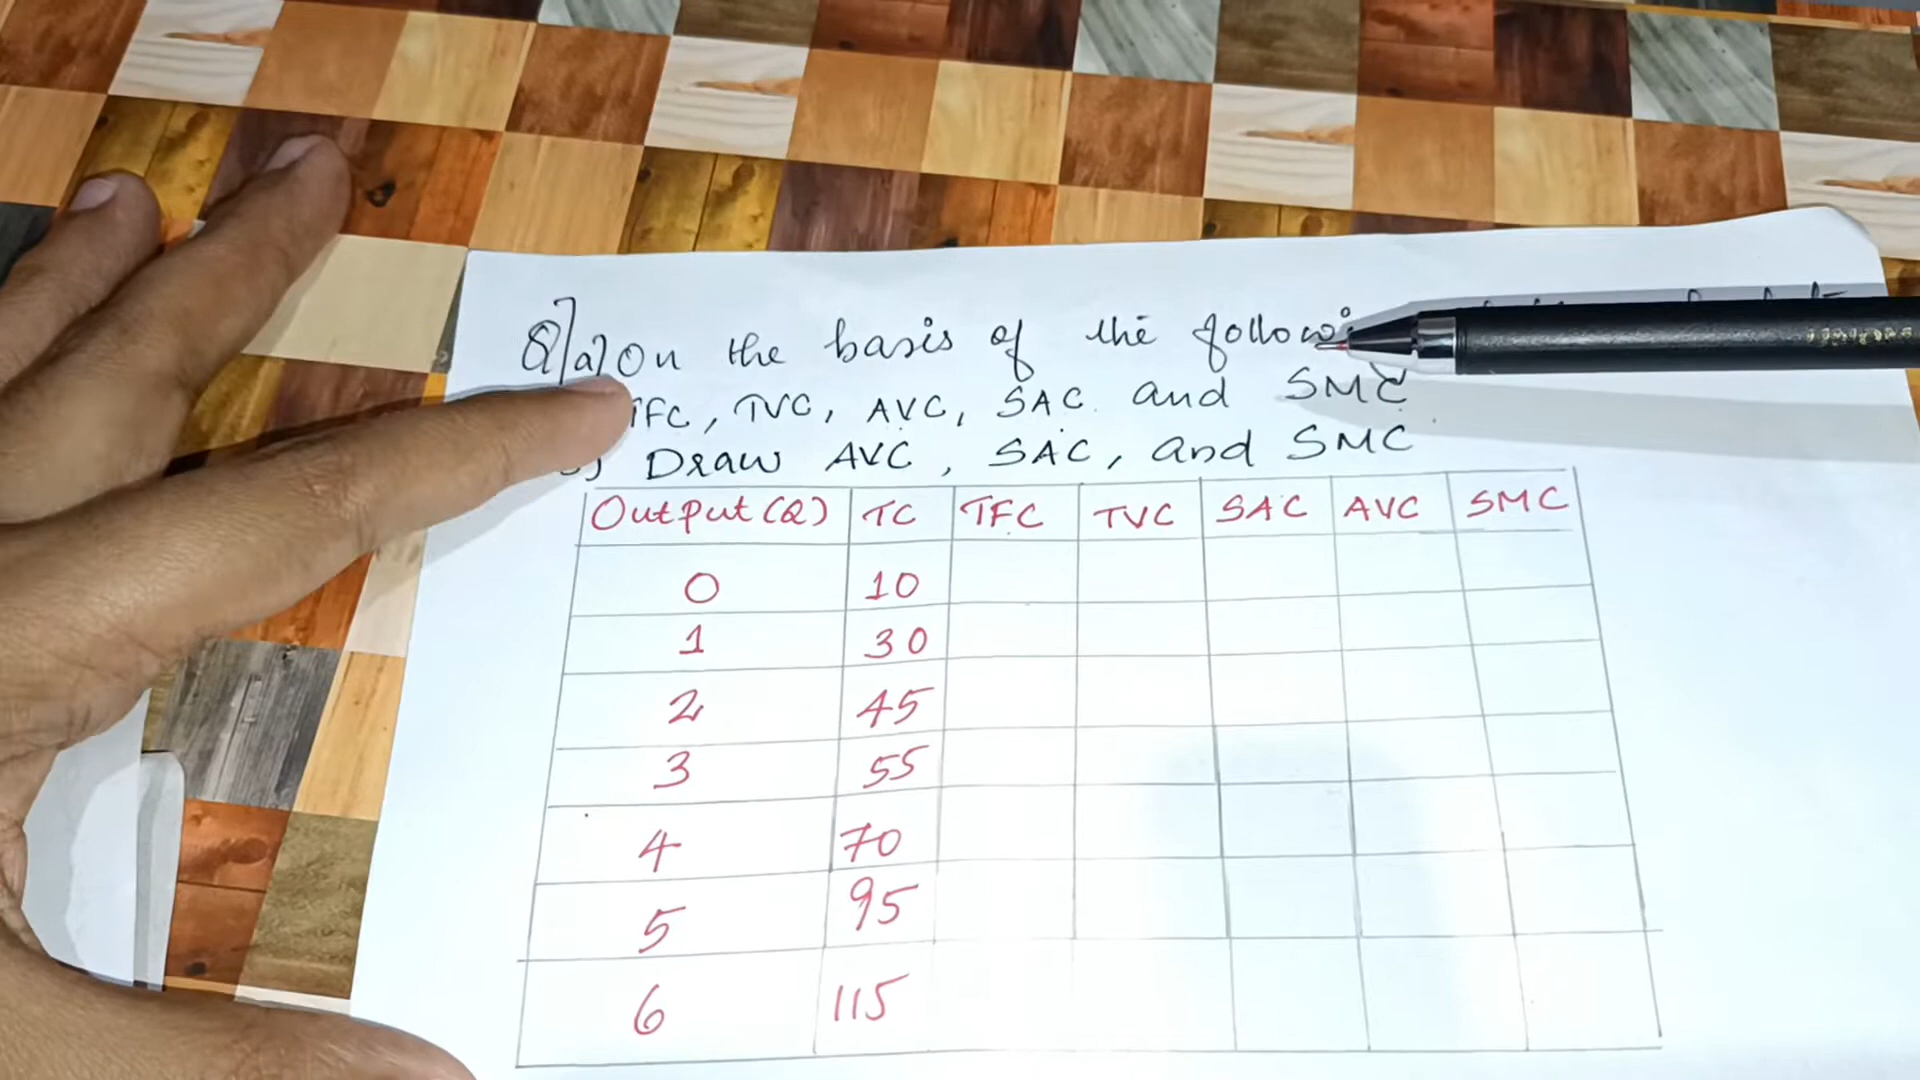 Q] a) On the basis of the followi
TFC, TVC, AVC, SAC and SMC
Draw AVC, SAC, and SMC
Output(Q) TC TFC TVC SAC AVC SMC
0 10
1 30
2 45
3 55
4 70
5 95
6 115